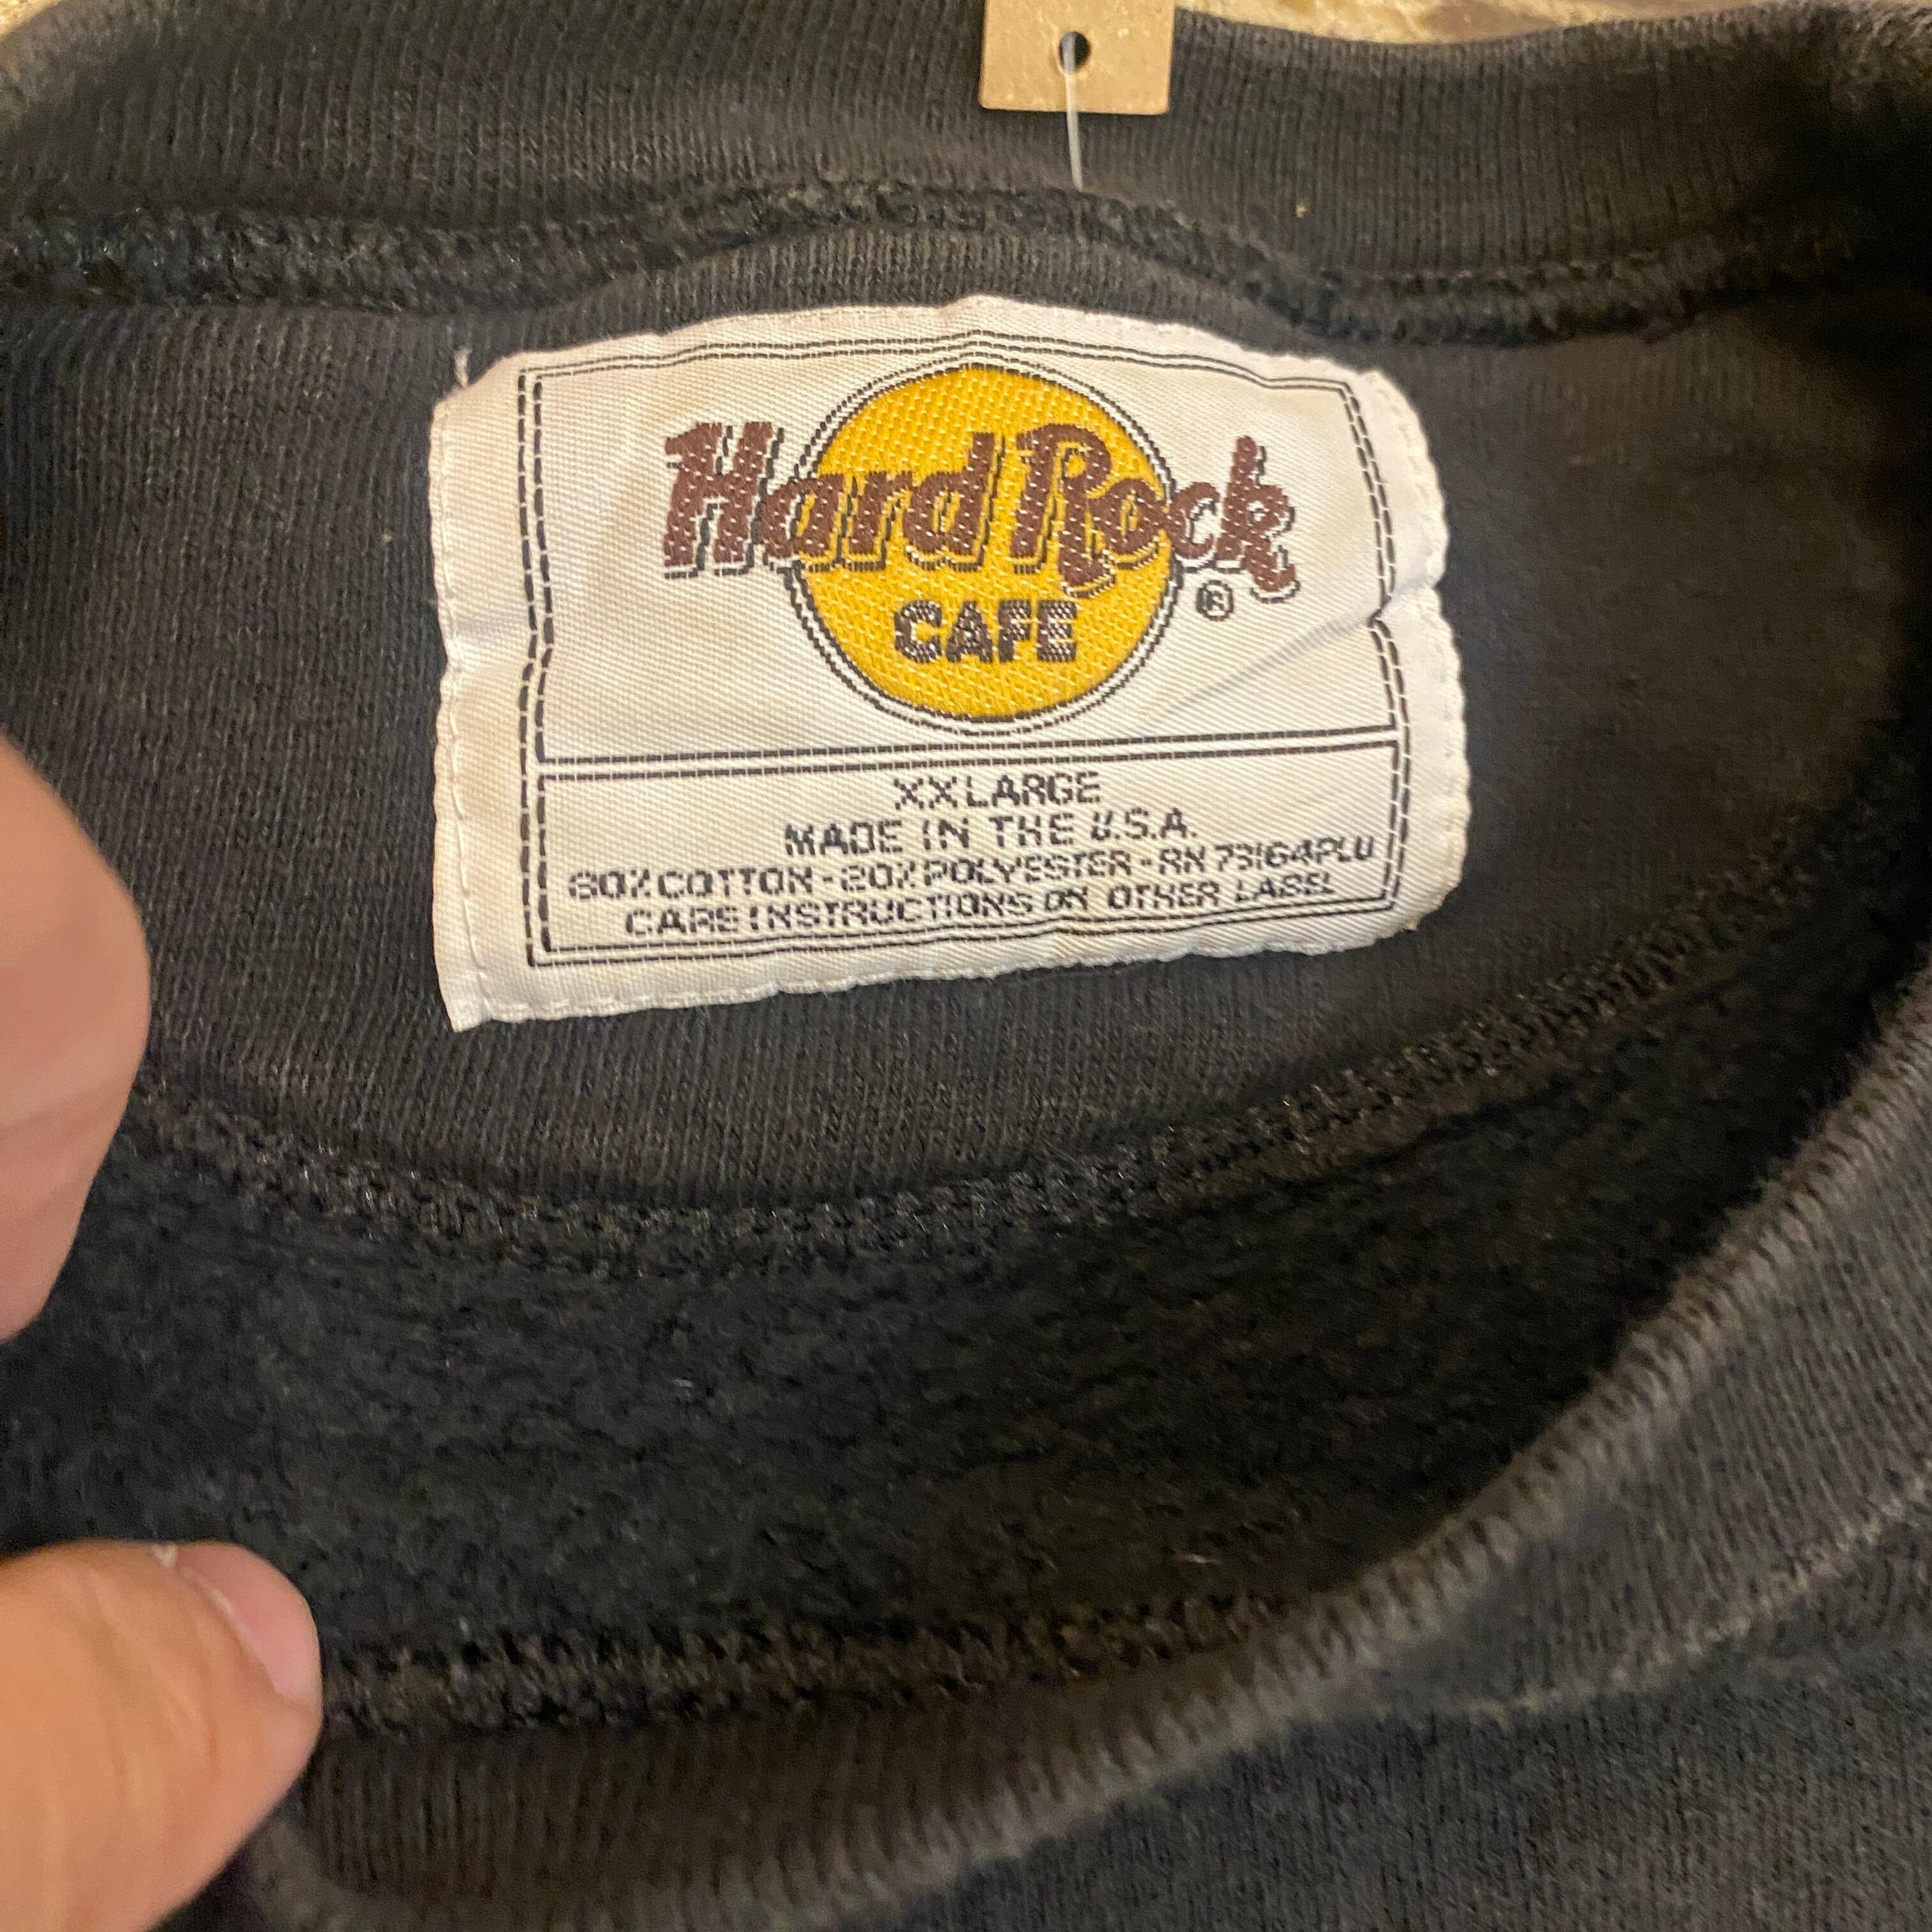 Hard Rock
CAFE
®
XXLARGE
MADE IN THE U.S.A.
80% COTTON - 20% POLYESTER - RN 73164PLU
CARE INSTRUCTIONS ON OTHER LABEL